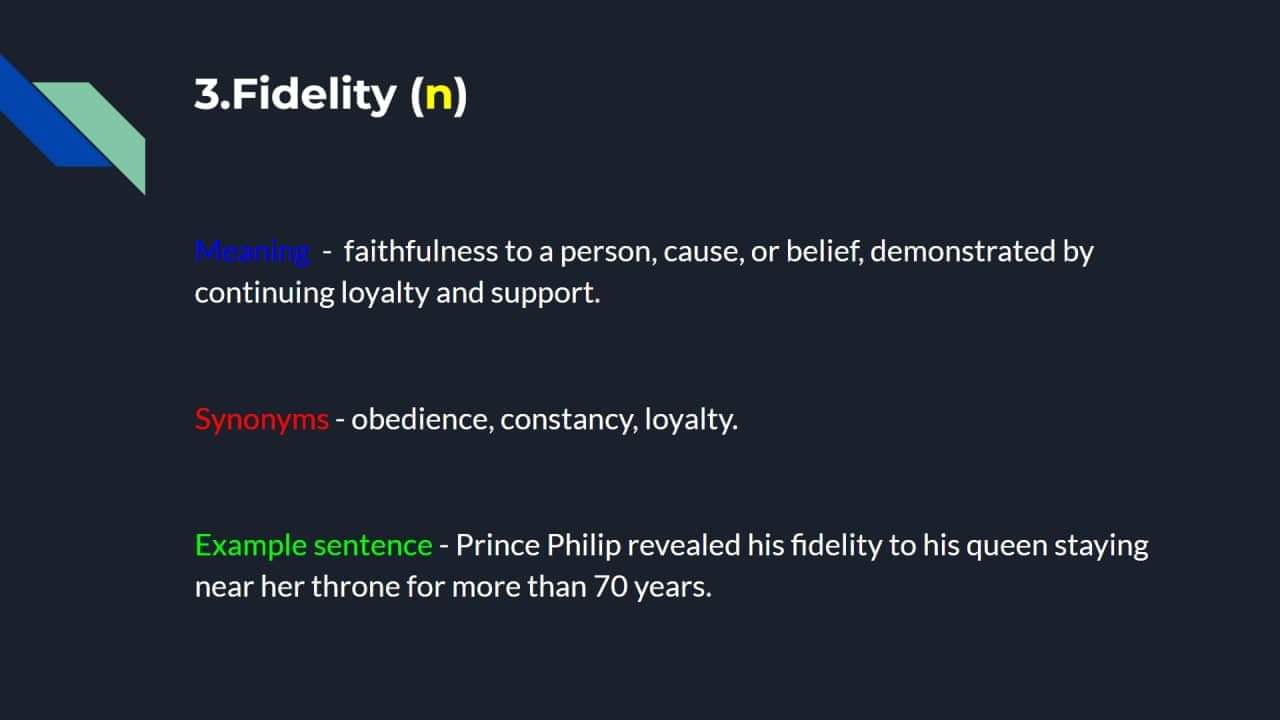 3.Fidelity (n)
Meaning - faithfulness to a person, cause, or belief, demonstrated by
continuing loyalty and support.
Synonyms - obedience, constancy, loyalty.
Example sentence - Prince Philip revealed his fidelity to his queen staying
near her throne for more than 70 years.